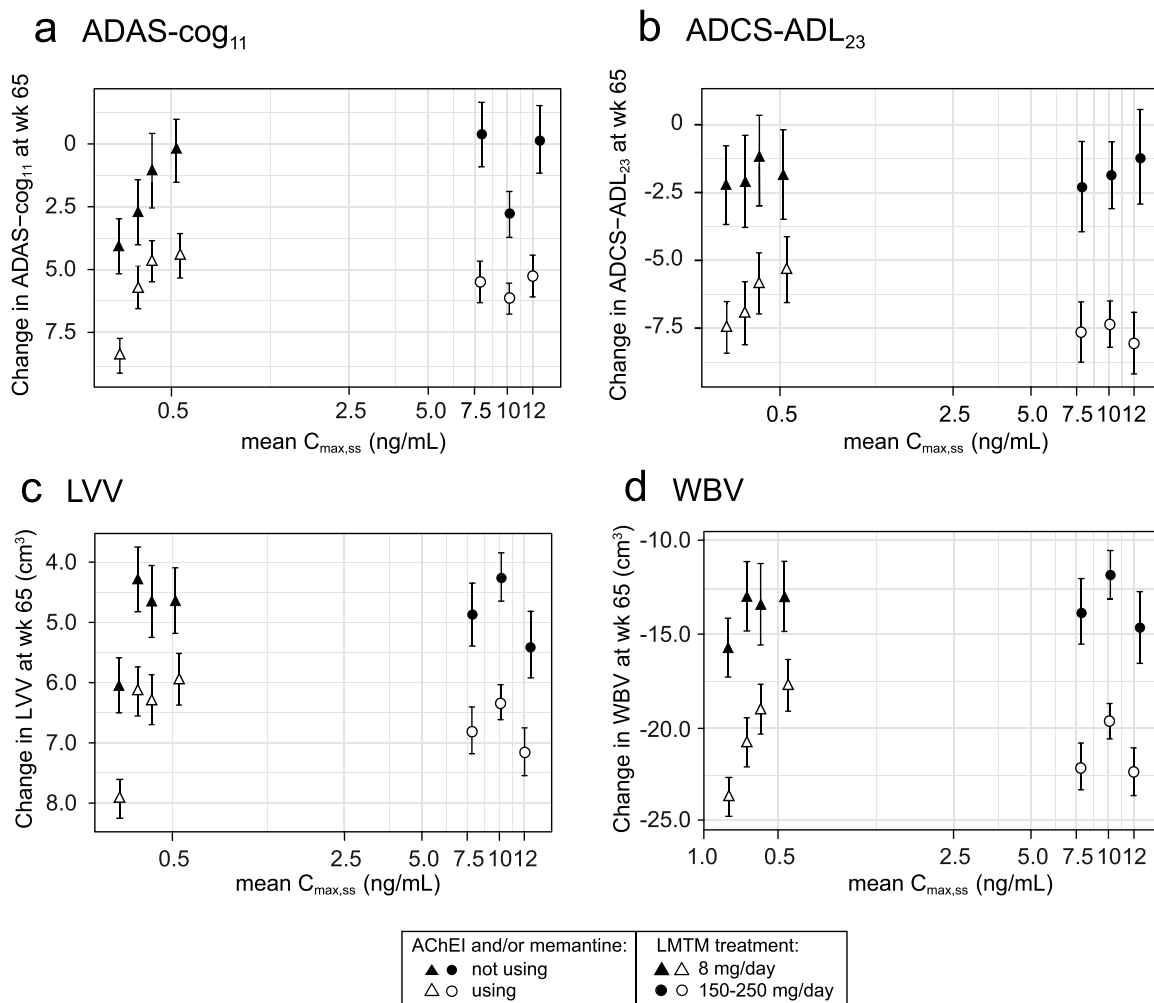 a ADAS-cog11
Change in ADAS−cog11 at wk 65
0
2.5
5.0
7.5
0.5 2.5 5.0 7.5 10 12
mean Cmax,ss (ng/mL)
b ADCS-ADL23
Change in ADCS−ADL23 at wk 65
0
-2.5
-5.0
-7.5
0.5 2.5 5.0 7.5 10 12
mean Cmax,ss (ng/mL)
c LVV
Change in LVV at wk 65 (cm³)
4.0
5.0
6.0
7.0
8.0
0.5 2.5 5.0 7.5 10 12
mean Cmax,ss (ng/mL)
d WBV
Change in WBV at wk 65 (cm³)
-10.0
-15.0
-20.0
-25.0
1.0 0.5 2.5 5.0 7.5 10 12
mean Cmax,ss (ng/mL)
AChEI and/or memantine:
not using
using
LMTM treatment:
8 mg/day
150-250 mg/day